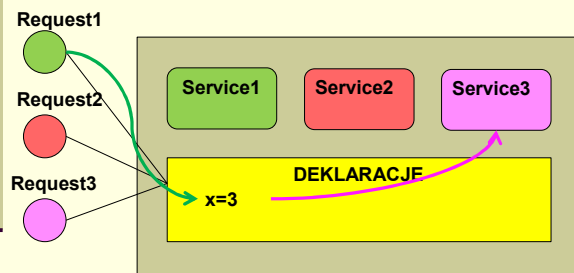 Request1
Request2
Request3
Service1
Service2
Service3
DEKLARACJE
x=3